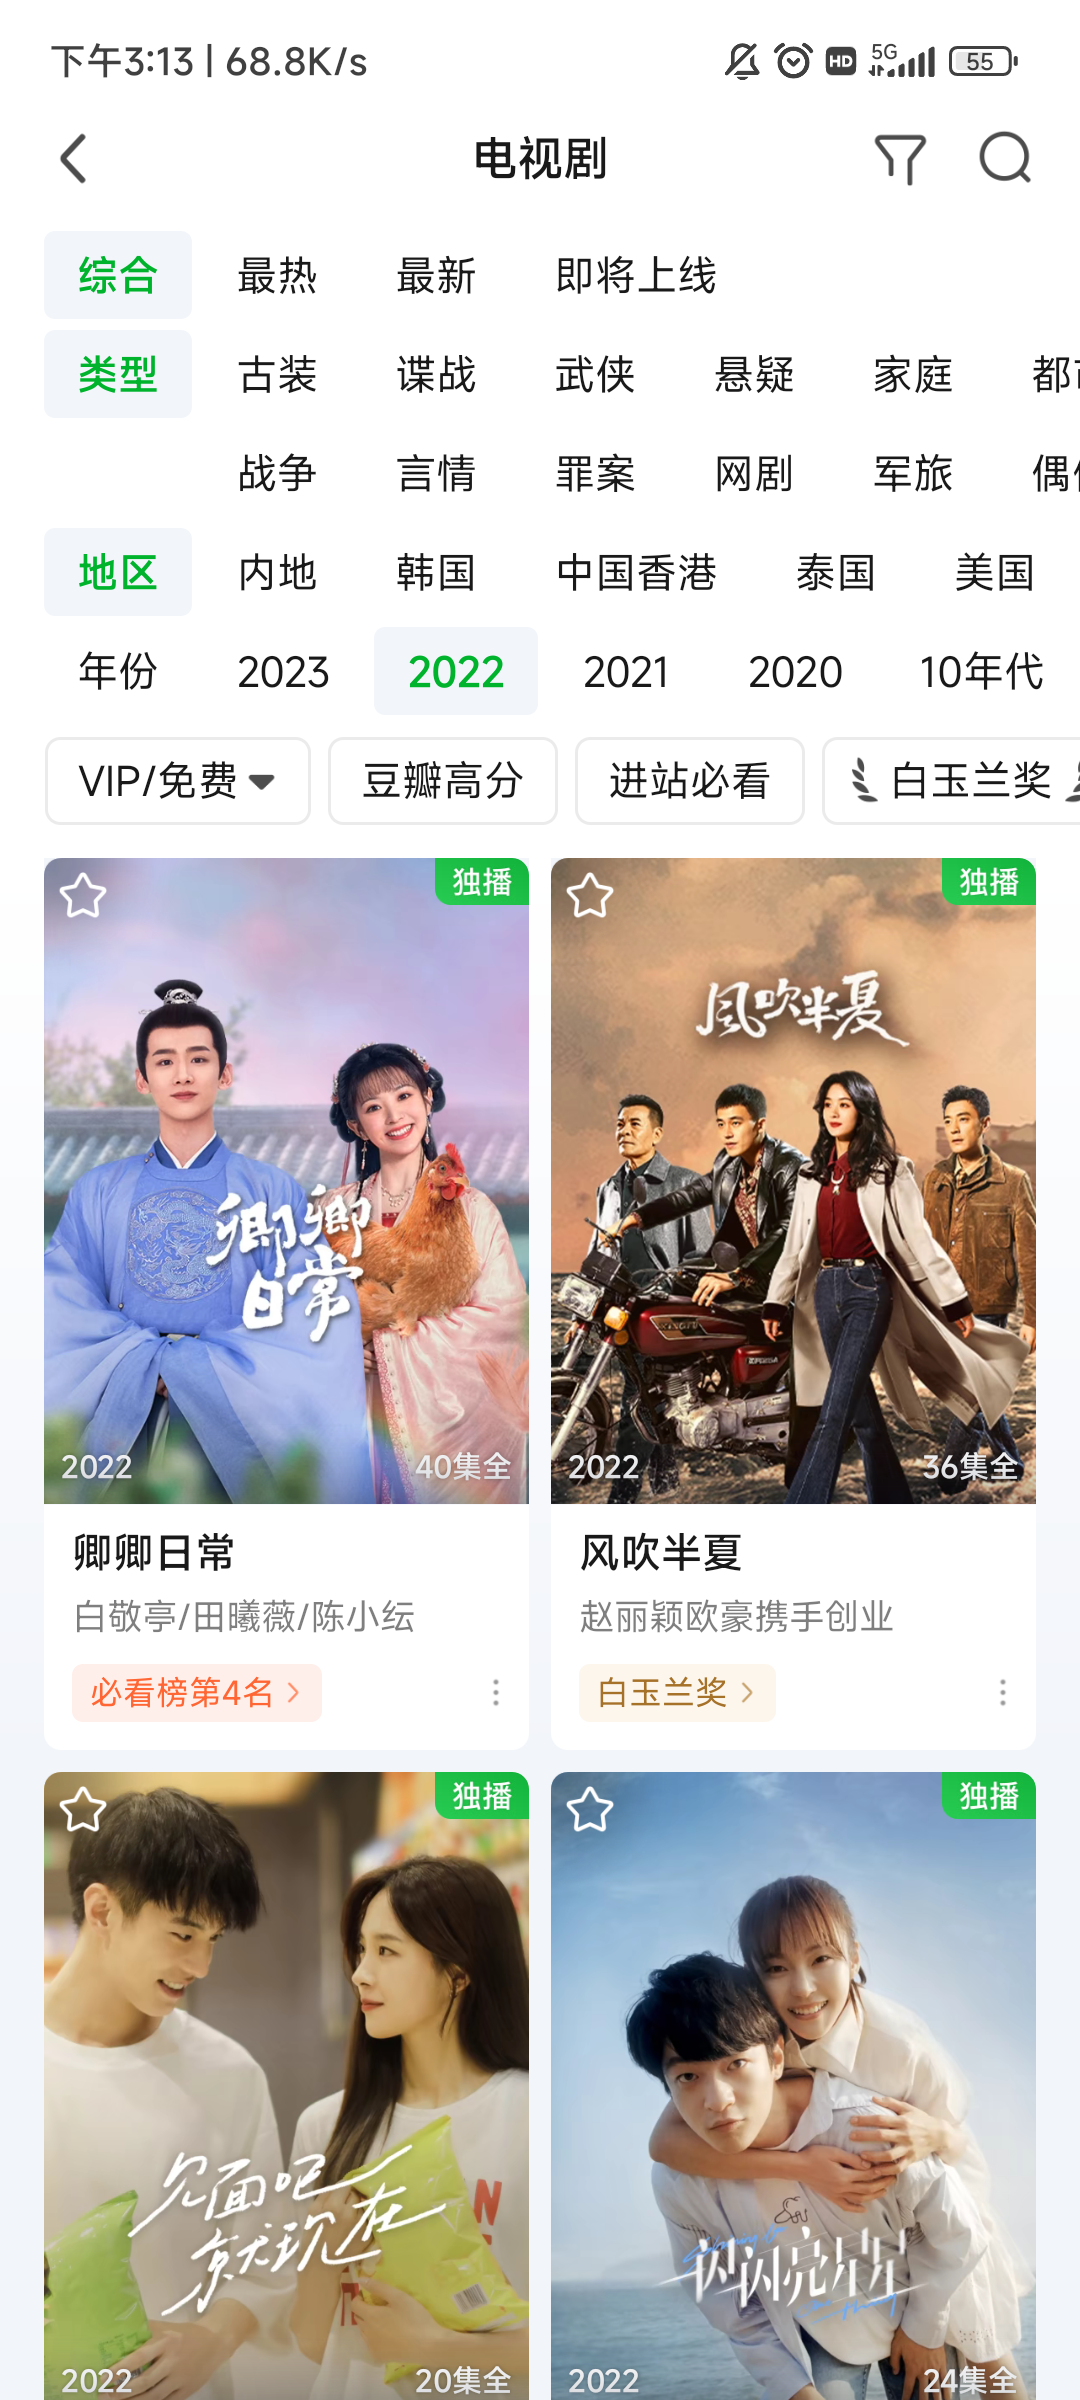 下午3:13 | 68.8K/s
HD 5G 55
电视剧
综合 最热 最新 即将上线
类型 古装 谍战 武侠 悬疑 家庭
战争 言情 罪案 网剧 军旅
地区 内地 韩国 中国香港 泰国 美国
年份 2023 2022 2021 2020 10年代
VIP/免费 豆瓣高分 进站必看 白玉兰奖
独播
卿卿日常
2022 40集全
卿卿日常
白敬亭/田曦薇/陈小纭
必看榜第4名
独播
风吹半夏
2022 36集全
风吹半夏
赵丽颖欧豪携手创业
白玉兰奖
独播
见面吧
就现在
2022 20集全
独播
闪闪亮星星
2022 24集全